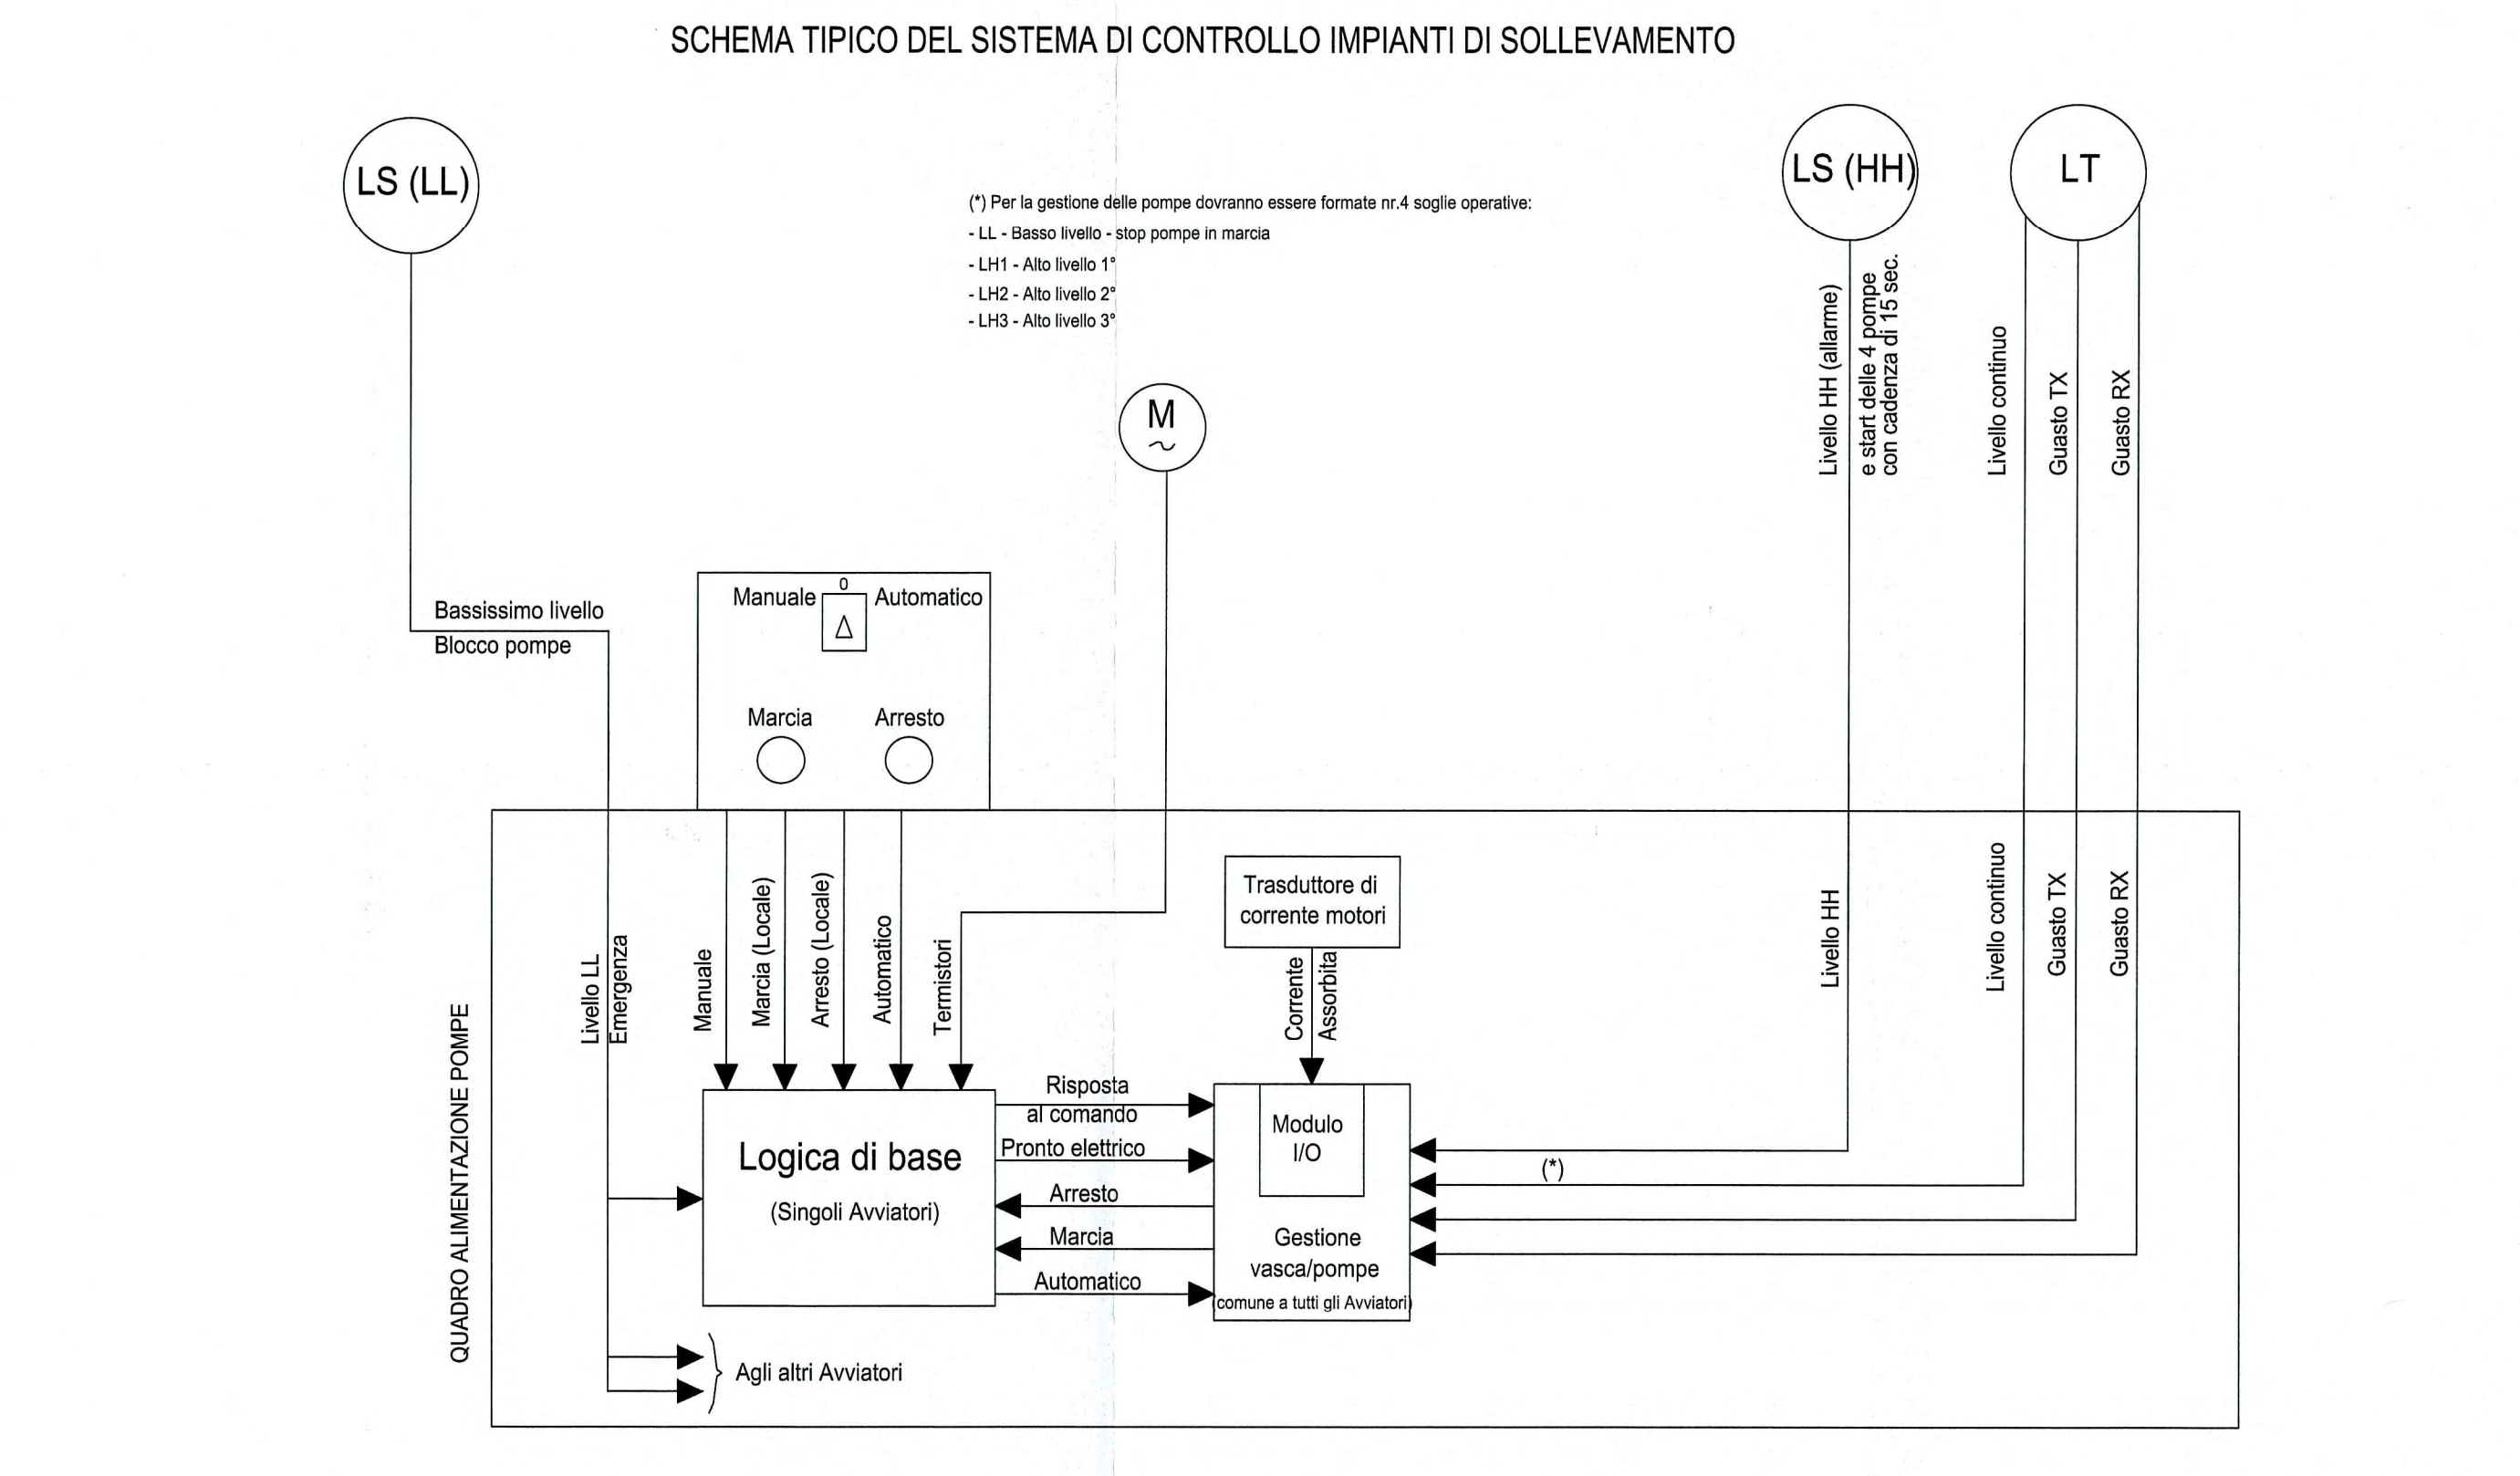 SCHEMA TIPICO DEL SISTEMA DI CONTROLLO IMPIANTI DI SOLLEVAMENTO
LS (LL)
LS (HH)
LT
(*) Per la gestione delle pompe dovranno essere formate nr.4 soglie operative:
- LL - Basso livello - stop pompe in marcia
- LH1 - Alto livello 1°
- LH2 - Alto livello 2°
- LH3 - Alto livello 3°
Livello HH (allarme)
e start delle 4 pompe
con cadenza di 15 sec.
Livello continuo
Guasto TX
Guasto RX
M
~
Bassissimo livello
Blocco pompe
0
Manuale
Automatico
Marcia
Arresto
QUADRO ALIMENTAZIONE POMPE
Livello LL
Emergenza
Manuale
Marcia (Locale)
Arresto (Locale)
Automatico
Termistori
Trasduttore di
corrente motori
Corrente
Assorbita
Livello HH
Livello continuo
Guasto TX
Guasto RX
Logica di base
(Singoli Avviatori)
Risposta
al comando
Pronto elettrico
Arresto
Marcia
Automatico
Modulo
I/O
Gestione
vasca/pompe
(comune a tutti gli Avviatori)
(*)
Agli altri Avviatori